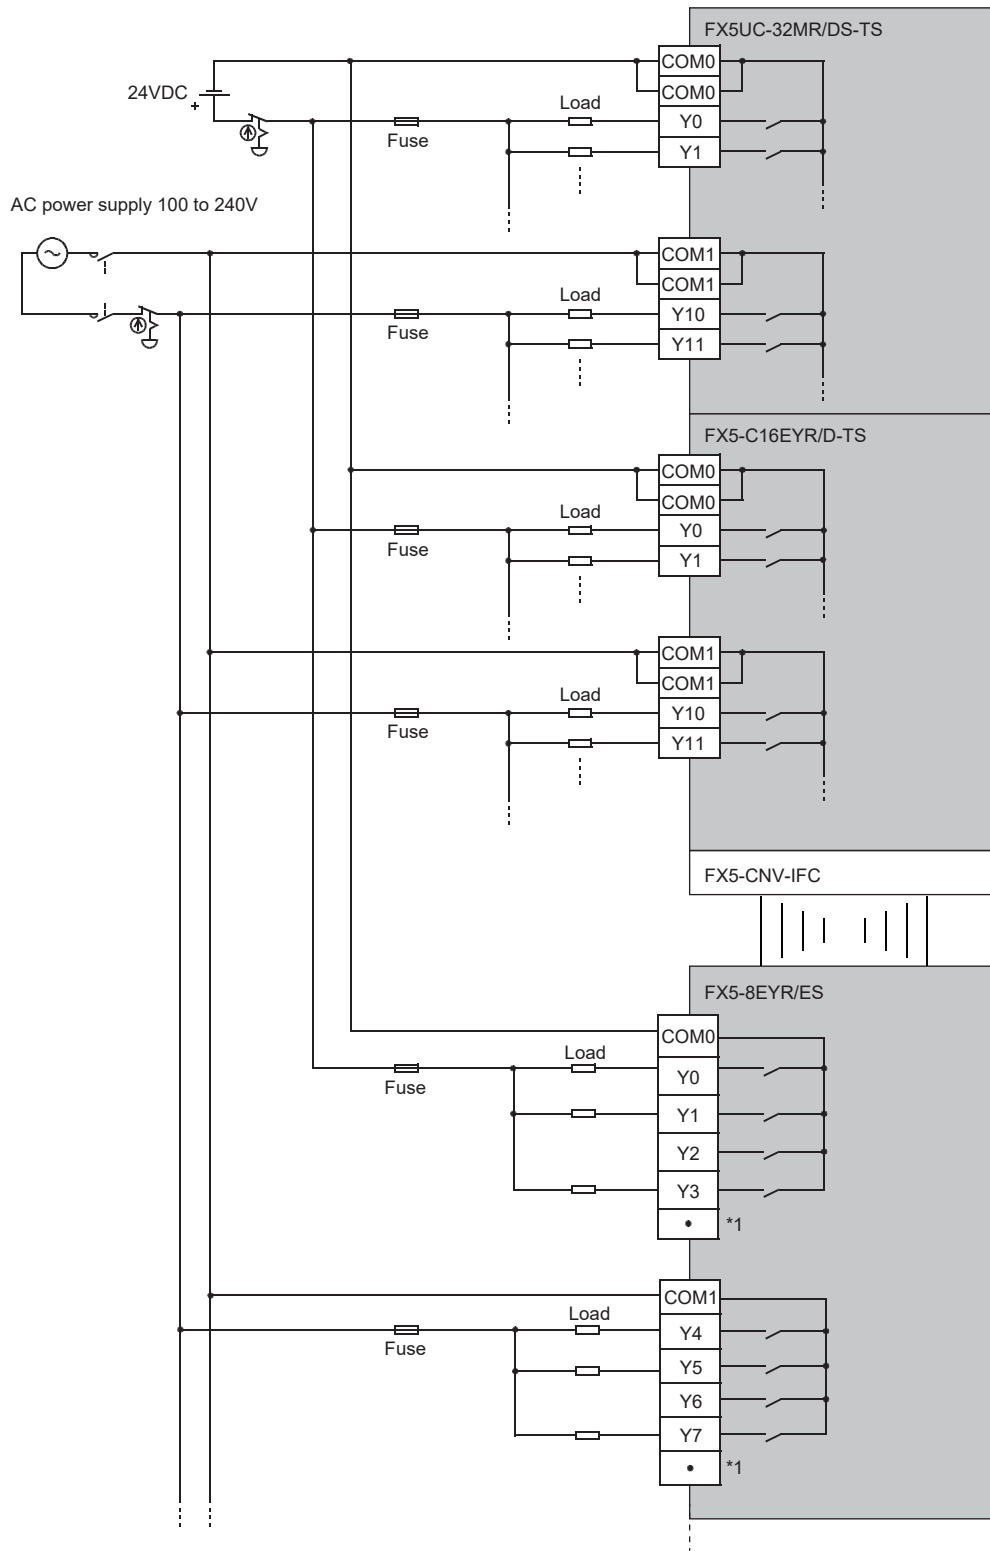 FX5UC-32MR/DS-TS
COM0
24VDC
+
COM0
Load
Y0
Fuse
Y1
AC power supply 100 to 240V
COM1
COM1
Load
Y10
Fuse
Y11
FX5-C16EYR/D-TS
COM0
COM0
Load
Y0
Fuse
Y1
COM1
COM1
Load
Y10
Fuse
Y11
FX5-CNV-IFC
FX5-8EYR/ES
COM0
Load
Y0
Fuse
Y1
Y2
Y3
• *1
COM1
Load
Y4
Fuse
Y5
Y6
Y7
• *1